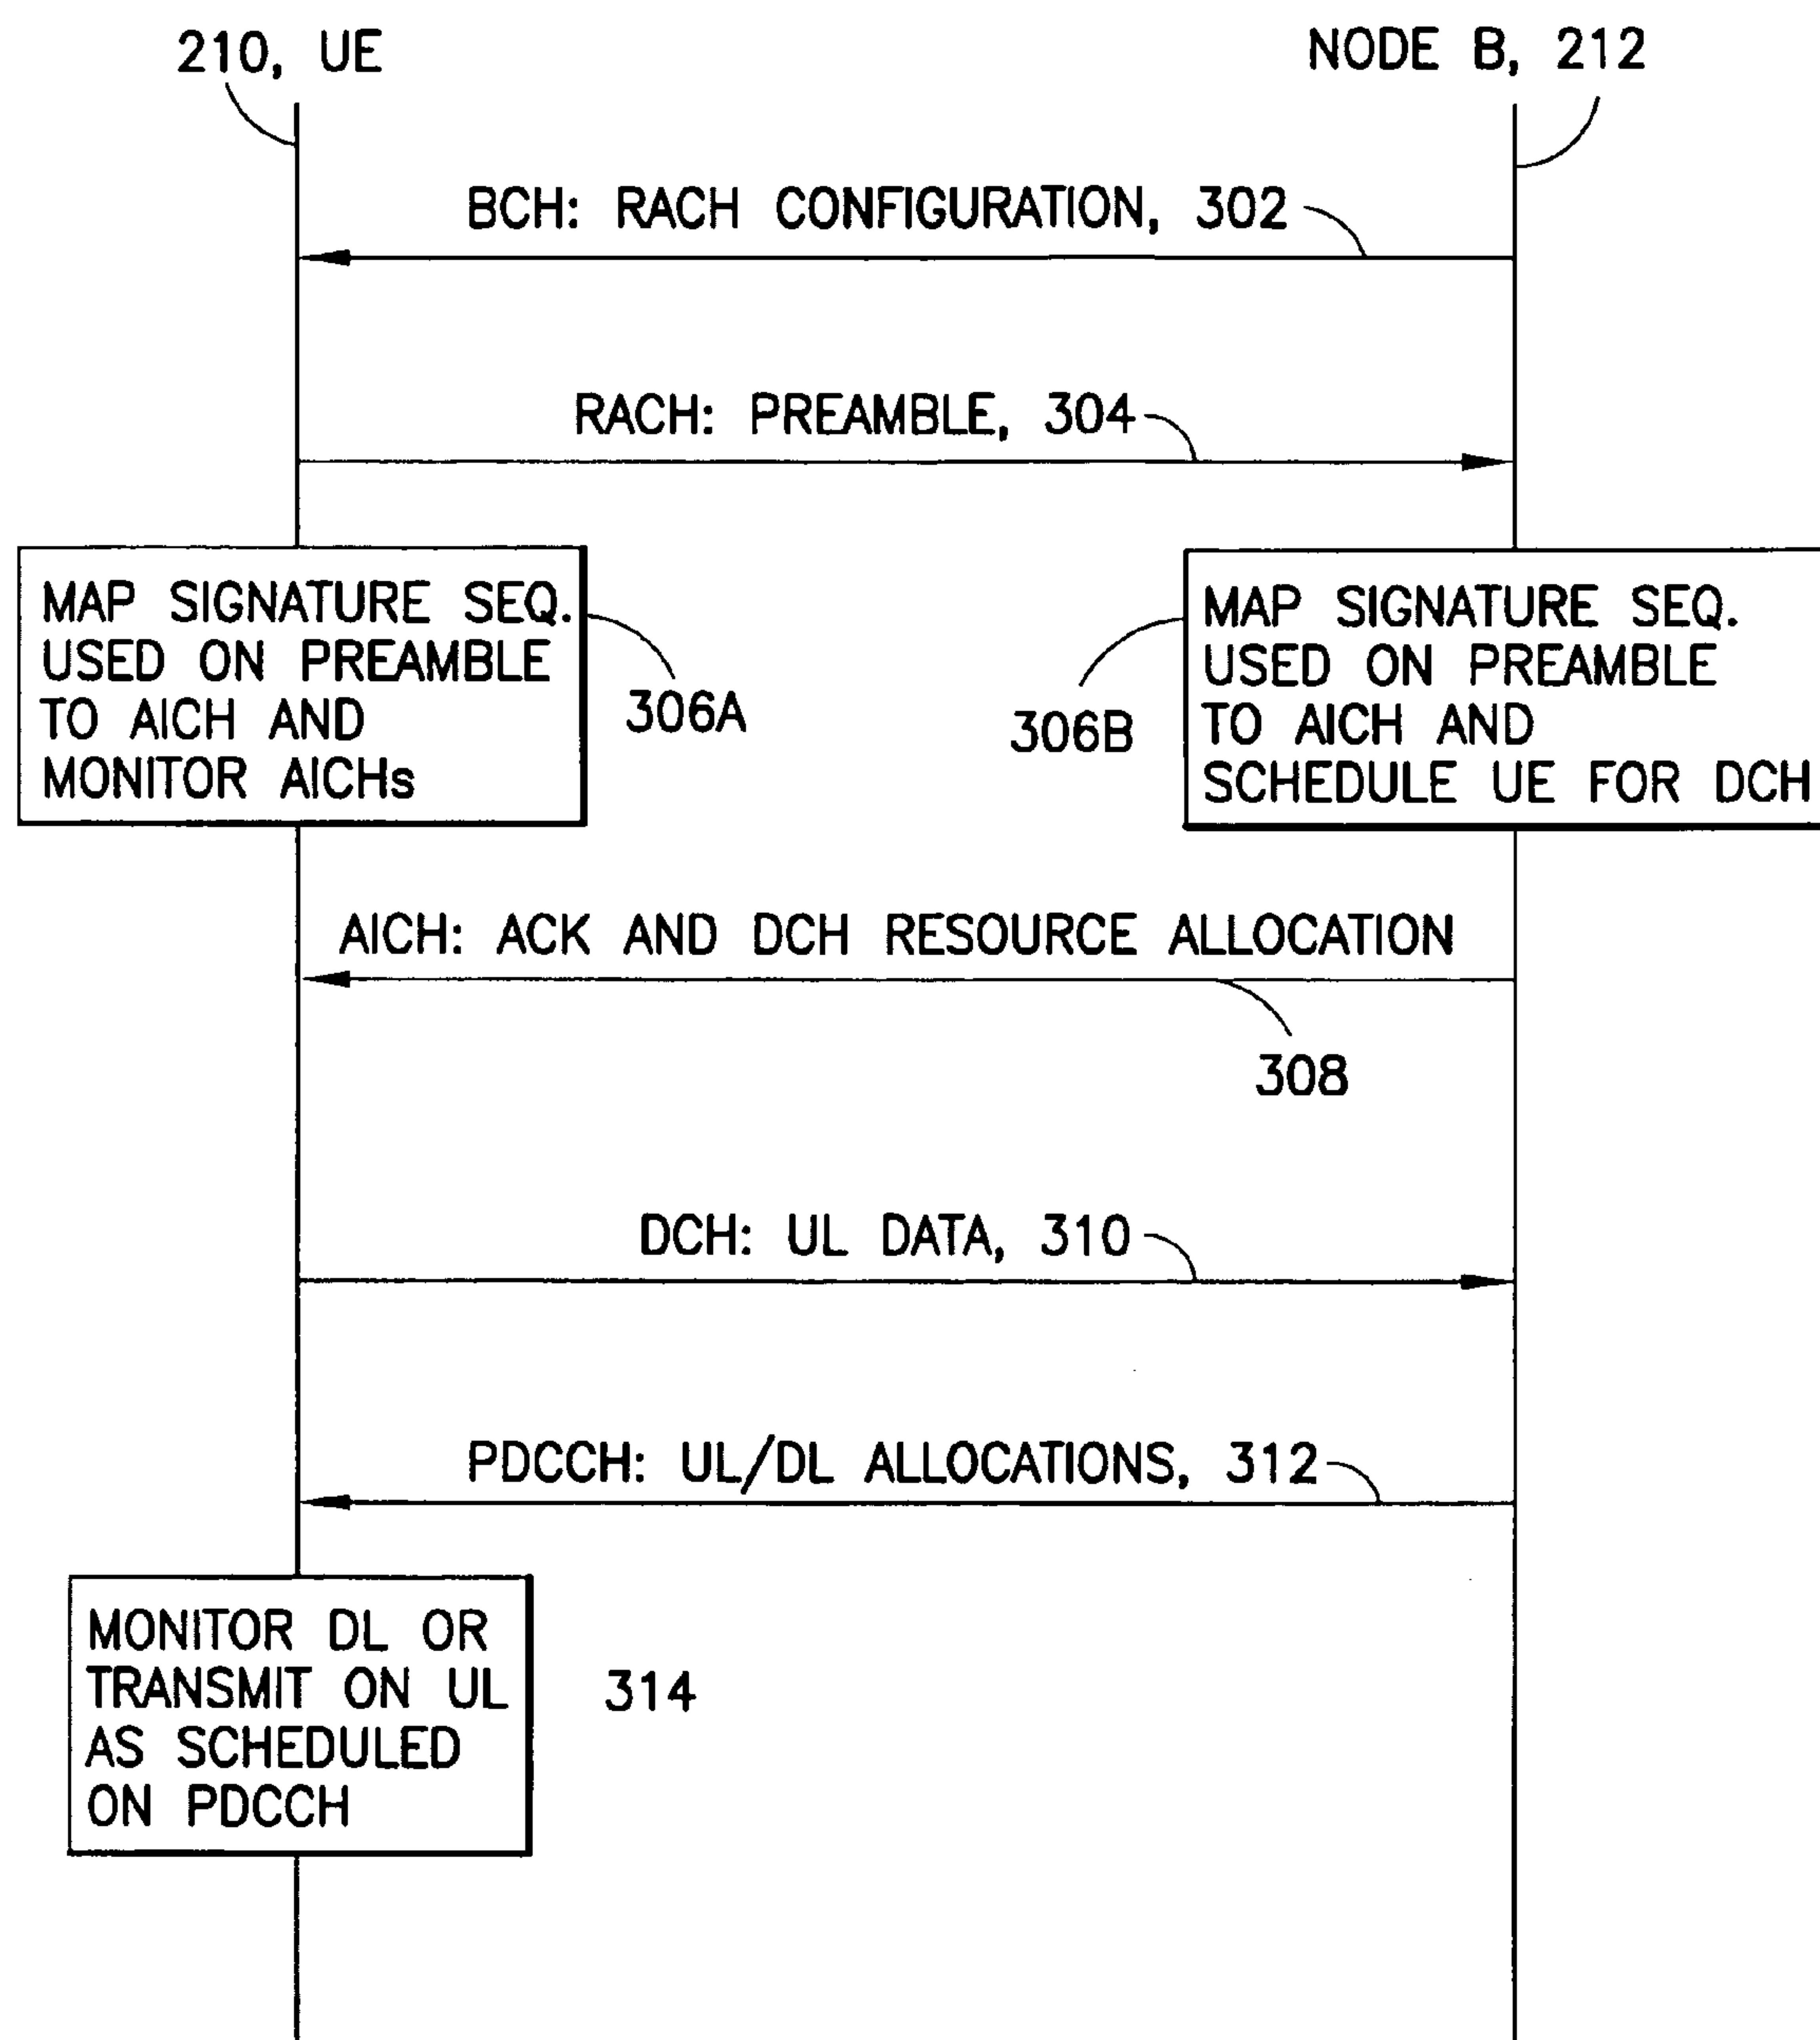 210, UE
NODE B, 212
BCH: RACH CONFIGURATION, 302
RACH: PREAMBLE, 304
MAP SIGNATURE SEQ.
USED ON PREAMBLE
TO AICH AND
MONITOR AICHs
306A
306B
MAP SIGNATURE SEQ.
USED ON PREAMBLE
TO AICH AND
SCHEDULE UE FOR DCH
AICH: ACK AND DCH RESOURCE ALLOCATION
308
DCH: UL DATA, 310
PDCCH: UL/DL ALLOCATIONS, 312
MONITOR DL OR
TRANSMIT ON UL
AS SCHEDULED
ON PDCCH
314